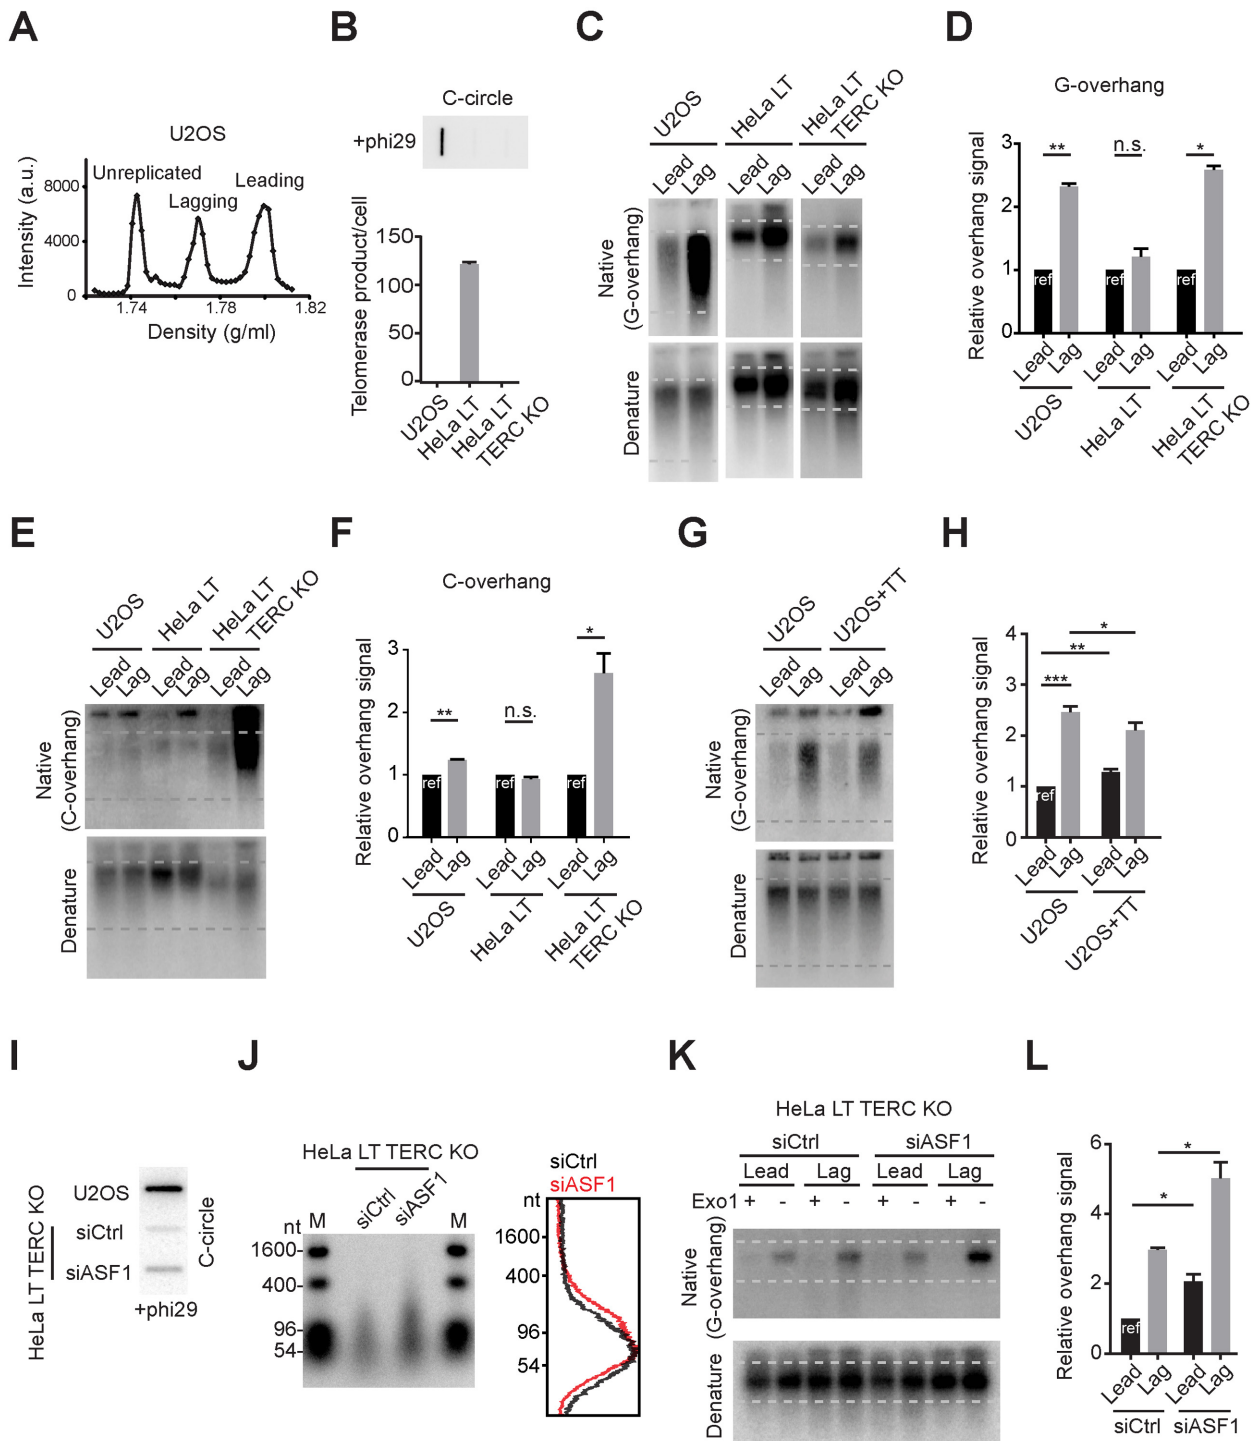 A
U2OS
Intensity (a.u.)
8000
4000
0
Unreplicated
Lagging
Leading
1.74
1.78
1.82
Density (g/ml)
B
C-circle
+phi29
Telomerase product/cell
150
100
50
0
U2OS
HeLa LT
HeLa LT
TERC KO
C
U2OS
HeLa LT
HeLa LT
TERC KO
Lead
Lag
Lead
Lag
Lead
Lag
Native
(G-overhang)
Denature
D
G-overhang
Relative overhang signal
3
2
1
0
**
n.s.
*
ref
ref
ref
Lead
Lag
Lead
Lag
Lead
Lag
U2OS
HeLa LT
HeLa LT
TERC KO
E
U2OS
HeLa LT
HeLa LT
TERC KO
Lead
Lag
Lead
Lag
Lead
Lag
Native
(C-overhang)
Denature
F
C-overhang
Relative overhang signal
3
2
1
0
**
n.s.
*
ref
ref
ref
Lead
Lag
Lead
Lag
Lead
Lag
U2OS
HeLa LT
HeLa LT
TERC KO
G
U2OS
U2OS+TT
Lead
Lag
Lead
Lag
Native
(G-overhang)
Denature
H
Relative overhang signal
4
3
2
1
0
*
**
***
ref
Lead
Lag
Lead
Lag
U2OS
U2OS+TT
I
HeLa LT TERC KO
U2OS
siCtrl
siASF1
C-circle
+phi29
J
HeLa LT TERC KO
nt
M
siCtrl
siASF1
M
1600
400
96
54
siCtrl
siASF1
nt
1600
400
96
54
K
HeLa LT TERC KO
siCtrl
siASF1
Lead
Lag
Lead
Lag
Exo1
+
-
+
-
+
-
+
-
Native
(G-overhang)
Denature
L
Relative overhang signal
6
4
2
0
*
*
ref
Lead
Lag
Lead
Lag
siCtrl
siASF1